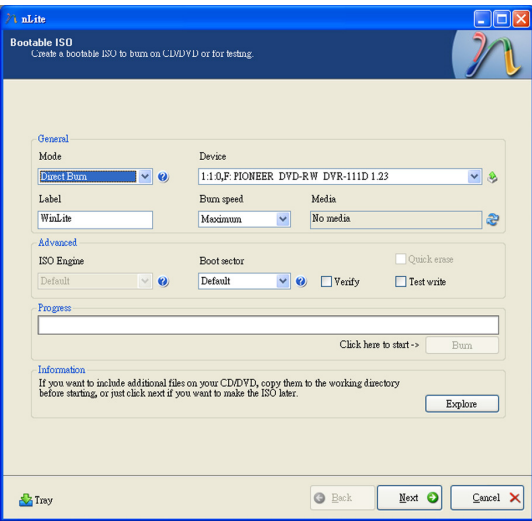 nLite
Bootable ISO
Create a bootable ISO to burn on CD/DVD or for testing.
General
Mode Device
Direct Burn 1:1:0,F: PIONEER DVD-RW DVR-111D 1.23
Label Burn speed Media
WinLite Maximum No media
Advanced
ISO Engine Boot sector Quick erase
Default Default Verify Test write
Progress
Click here to start -> Burn
Information
If you want to include additional files on your CD/DVD, copy them to the working directory
before starting, or just click next if you want to make the ISO later.
Explore
Tray Back Next Cancel